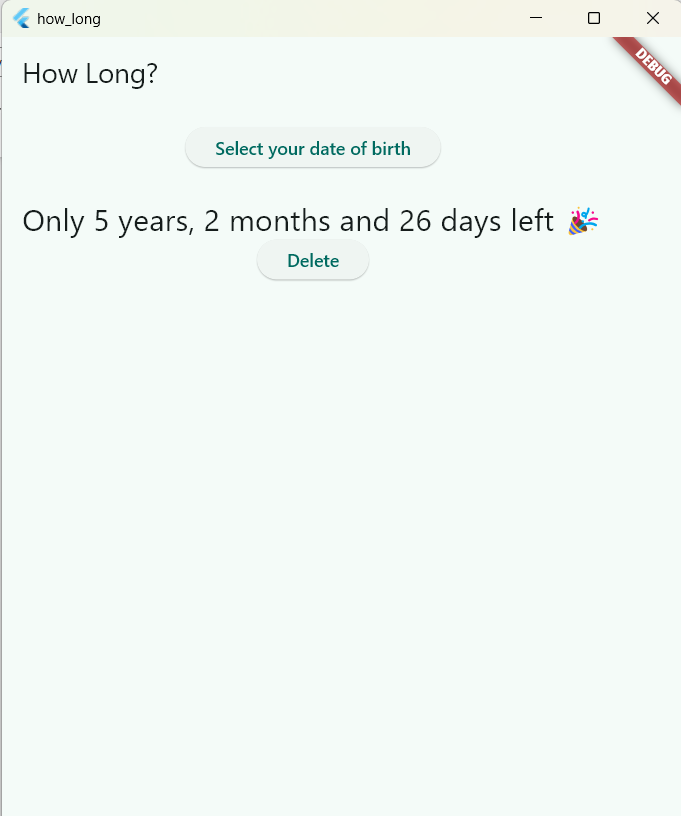 how_long
DEBUG
How Long?
Select your date of birth
Only 5 years, 2 months and 26 days left 🎉
Delete